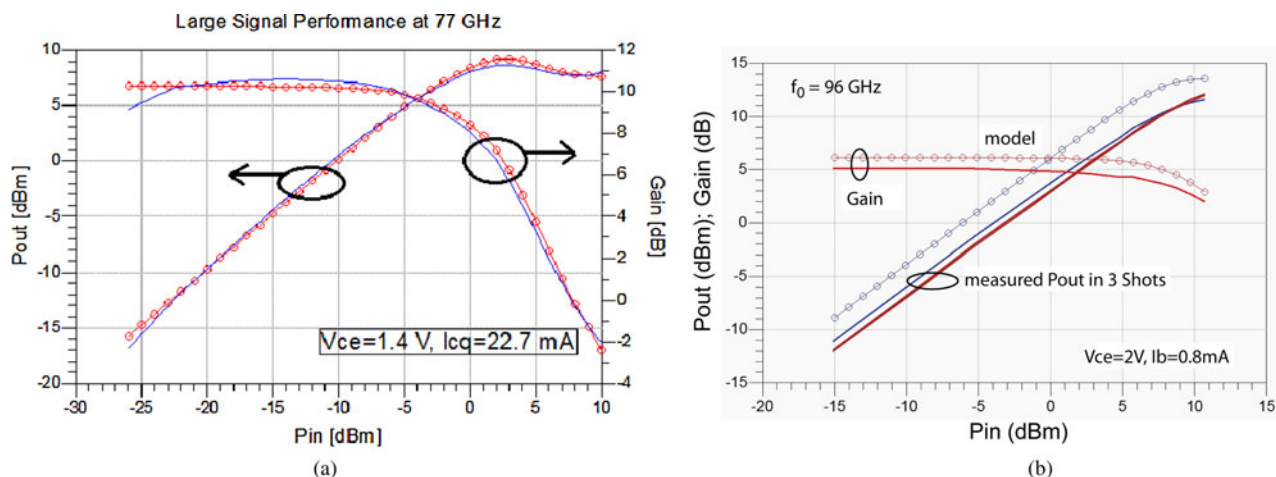 Large Signal Performance at 77 GHz
10
5
0
-5
-10
-15
-20
Pout [dBm]
12
10
8
6
4
2
0
-2
-4
Gain [dB]
Vce=1.4 V, Icq=22.7 mA
-30 -25 -20 -15 -10 -5 0 5 10
Pin [dBm]
(a)
15
10
5
0
-5
-10
-15
Pout (dBm); Gain (dB)
f0 = 96 GHz
model
Gain
measured Pout in 3 Shots
Vce=2V, Ib=0.8mA
-20 -15 -10 -5 0 5 10 15
Pin (dBm)
(b)